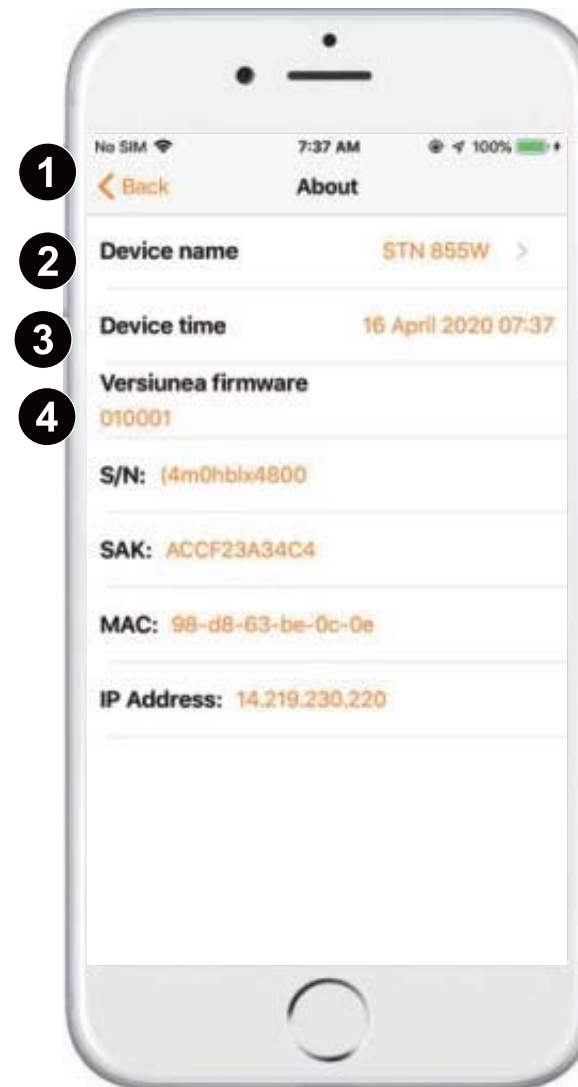 No SIM 7:37 AM 100%
1
Back About
2 Device name STN 855W >
3 Device time 16 April 2020 07:37
Versiunea firmware
4 010001
S/N: (4m0hblx4800
SAK: ACCF23A34C4
MAC: 98-d8-63-be-0c-0e
IP Address: 14.219.230.220